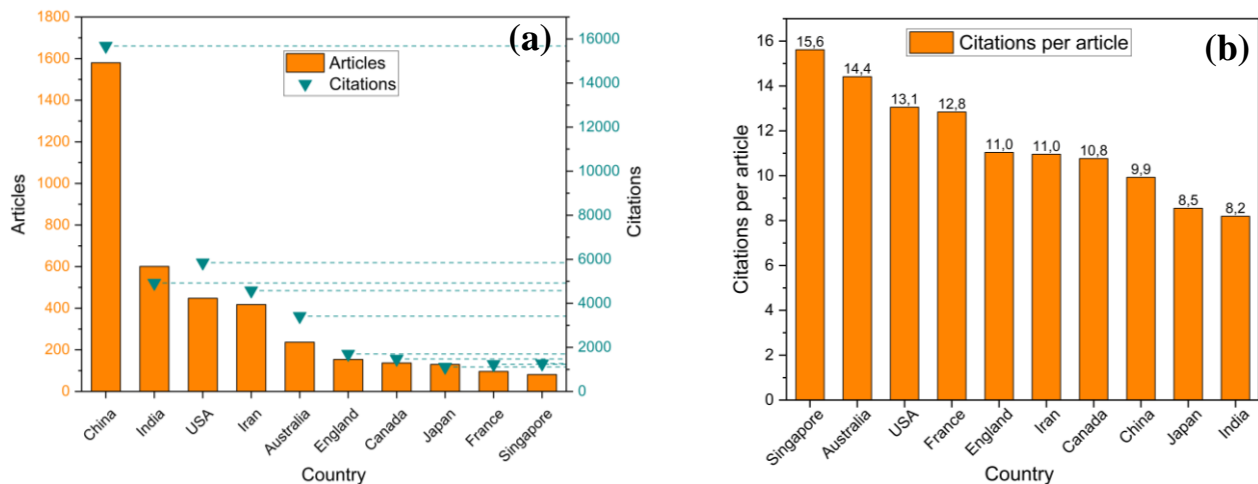 (a)
Articles
Citations
1800
1600
1400
1200
1000
800
600
400
200
0
Articles
16000
14000
12000
10000
8000
6000
4000
2000
0
Citations
China
India
USA
Iran
Australia
England
Canada
Japan
France
Singapore
Country
(b)
Citations per article
16
14
12
10
8
6
4
2
0
Citations per article
15,6
14,4
13,1
12,8
11,0
11,0
10,8
9,9
8,5
8,2
Singapore
Australia
USA
France
England
Iran
Canada
China
Japan
India
Country